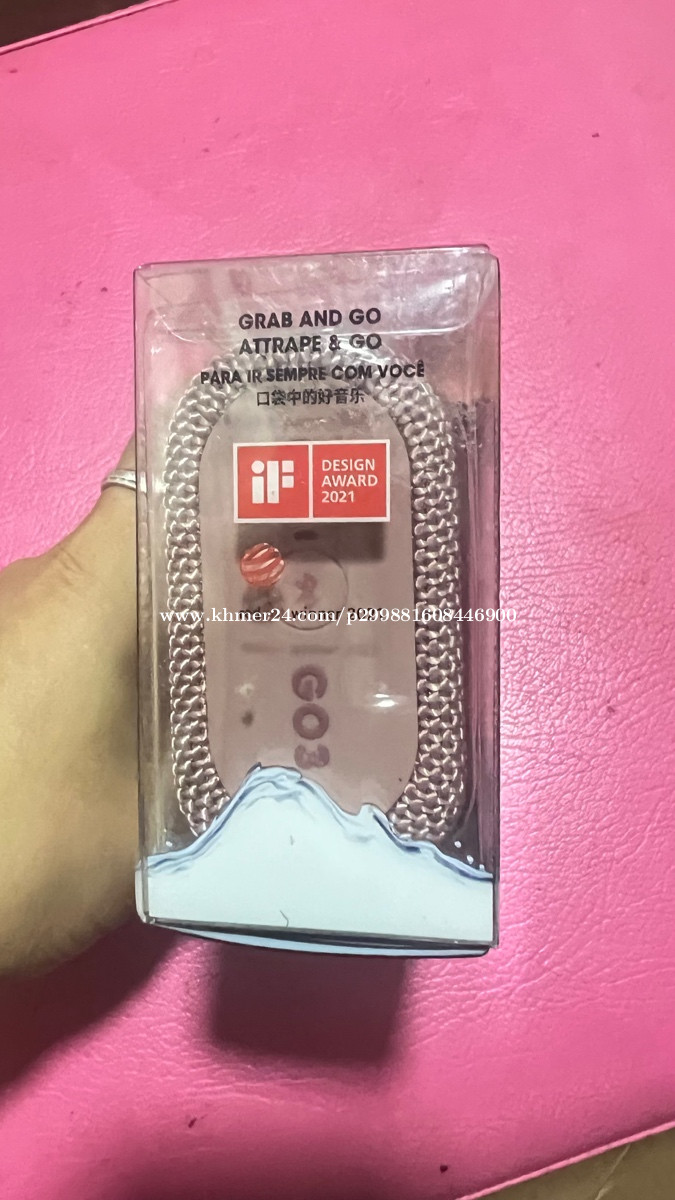 GRAB AND GO
ATTRAPE & GO
PARA IR SEMPRE COM VOCÊ
口袋中的好音乐
iF
DESIGN
AWARD
2021
www.khmer24.com/p299881608446900
GO3